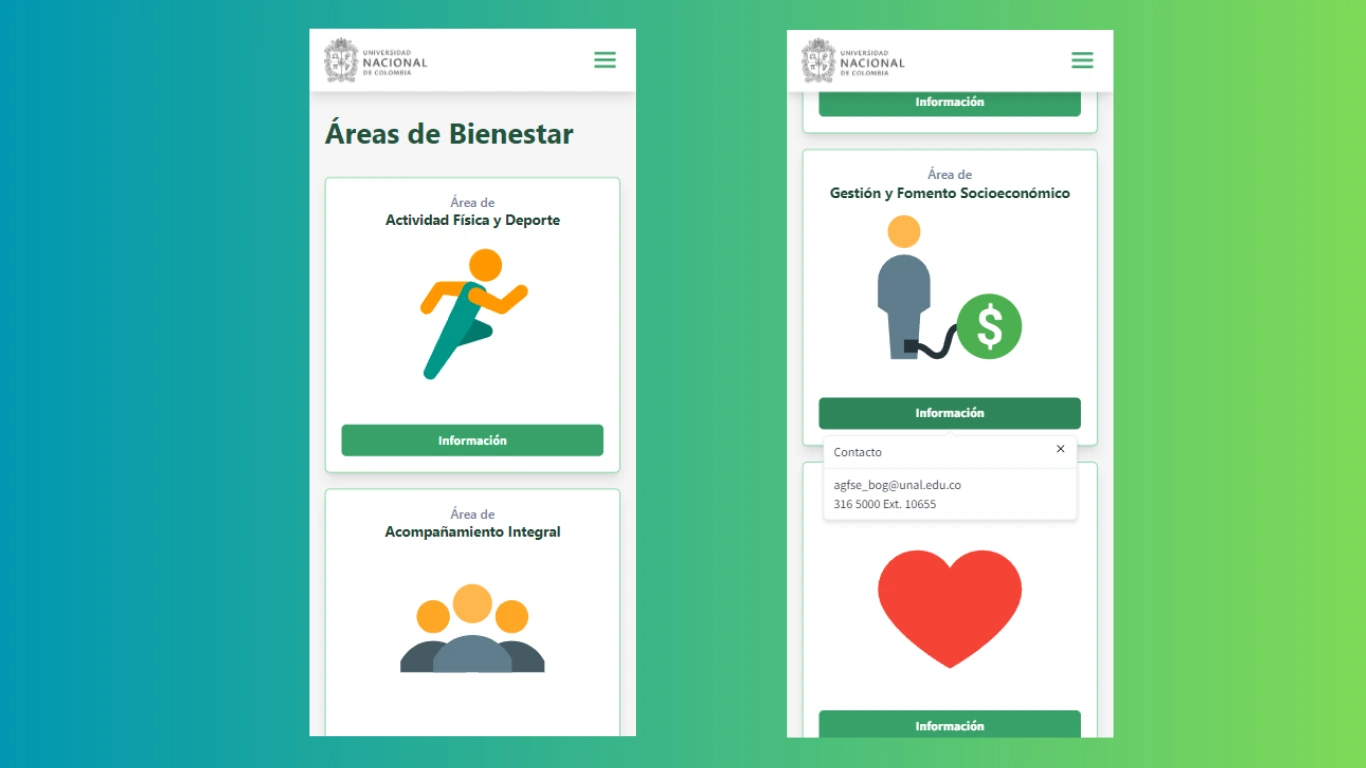 UNIVERSIDAD
NACIONAL
DE COLOMBIA
Áreas de Bienestar
Área de
Actividad Física y Deporte
Información
Área de
Acompañamiento Integral
UNIVERSIDAD
NACIONAL
DE COLOMBIA
Información
Área de
Gestión y Fomento Socioeconómico
$
Información
Contacto
agfse_bog@unal.edu.co
316 5000 Ext. 10655
Información